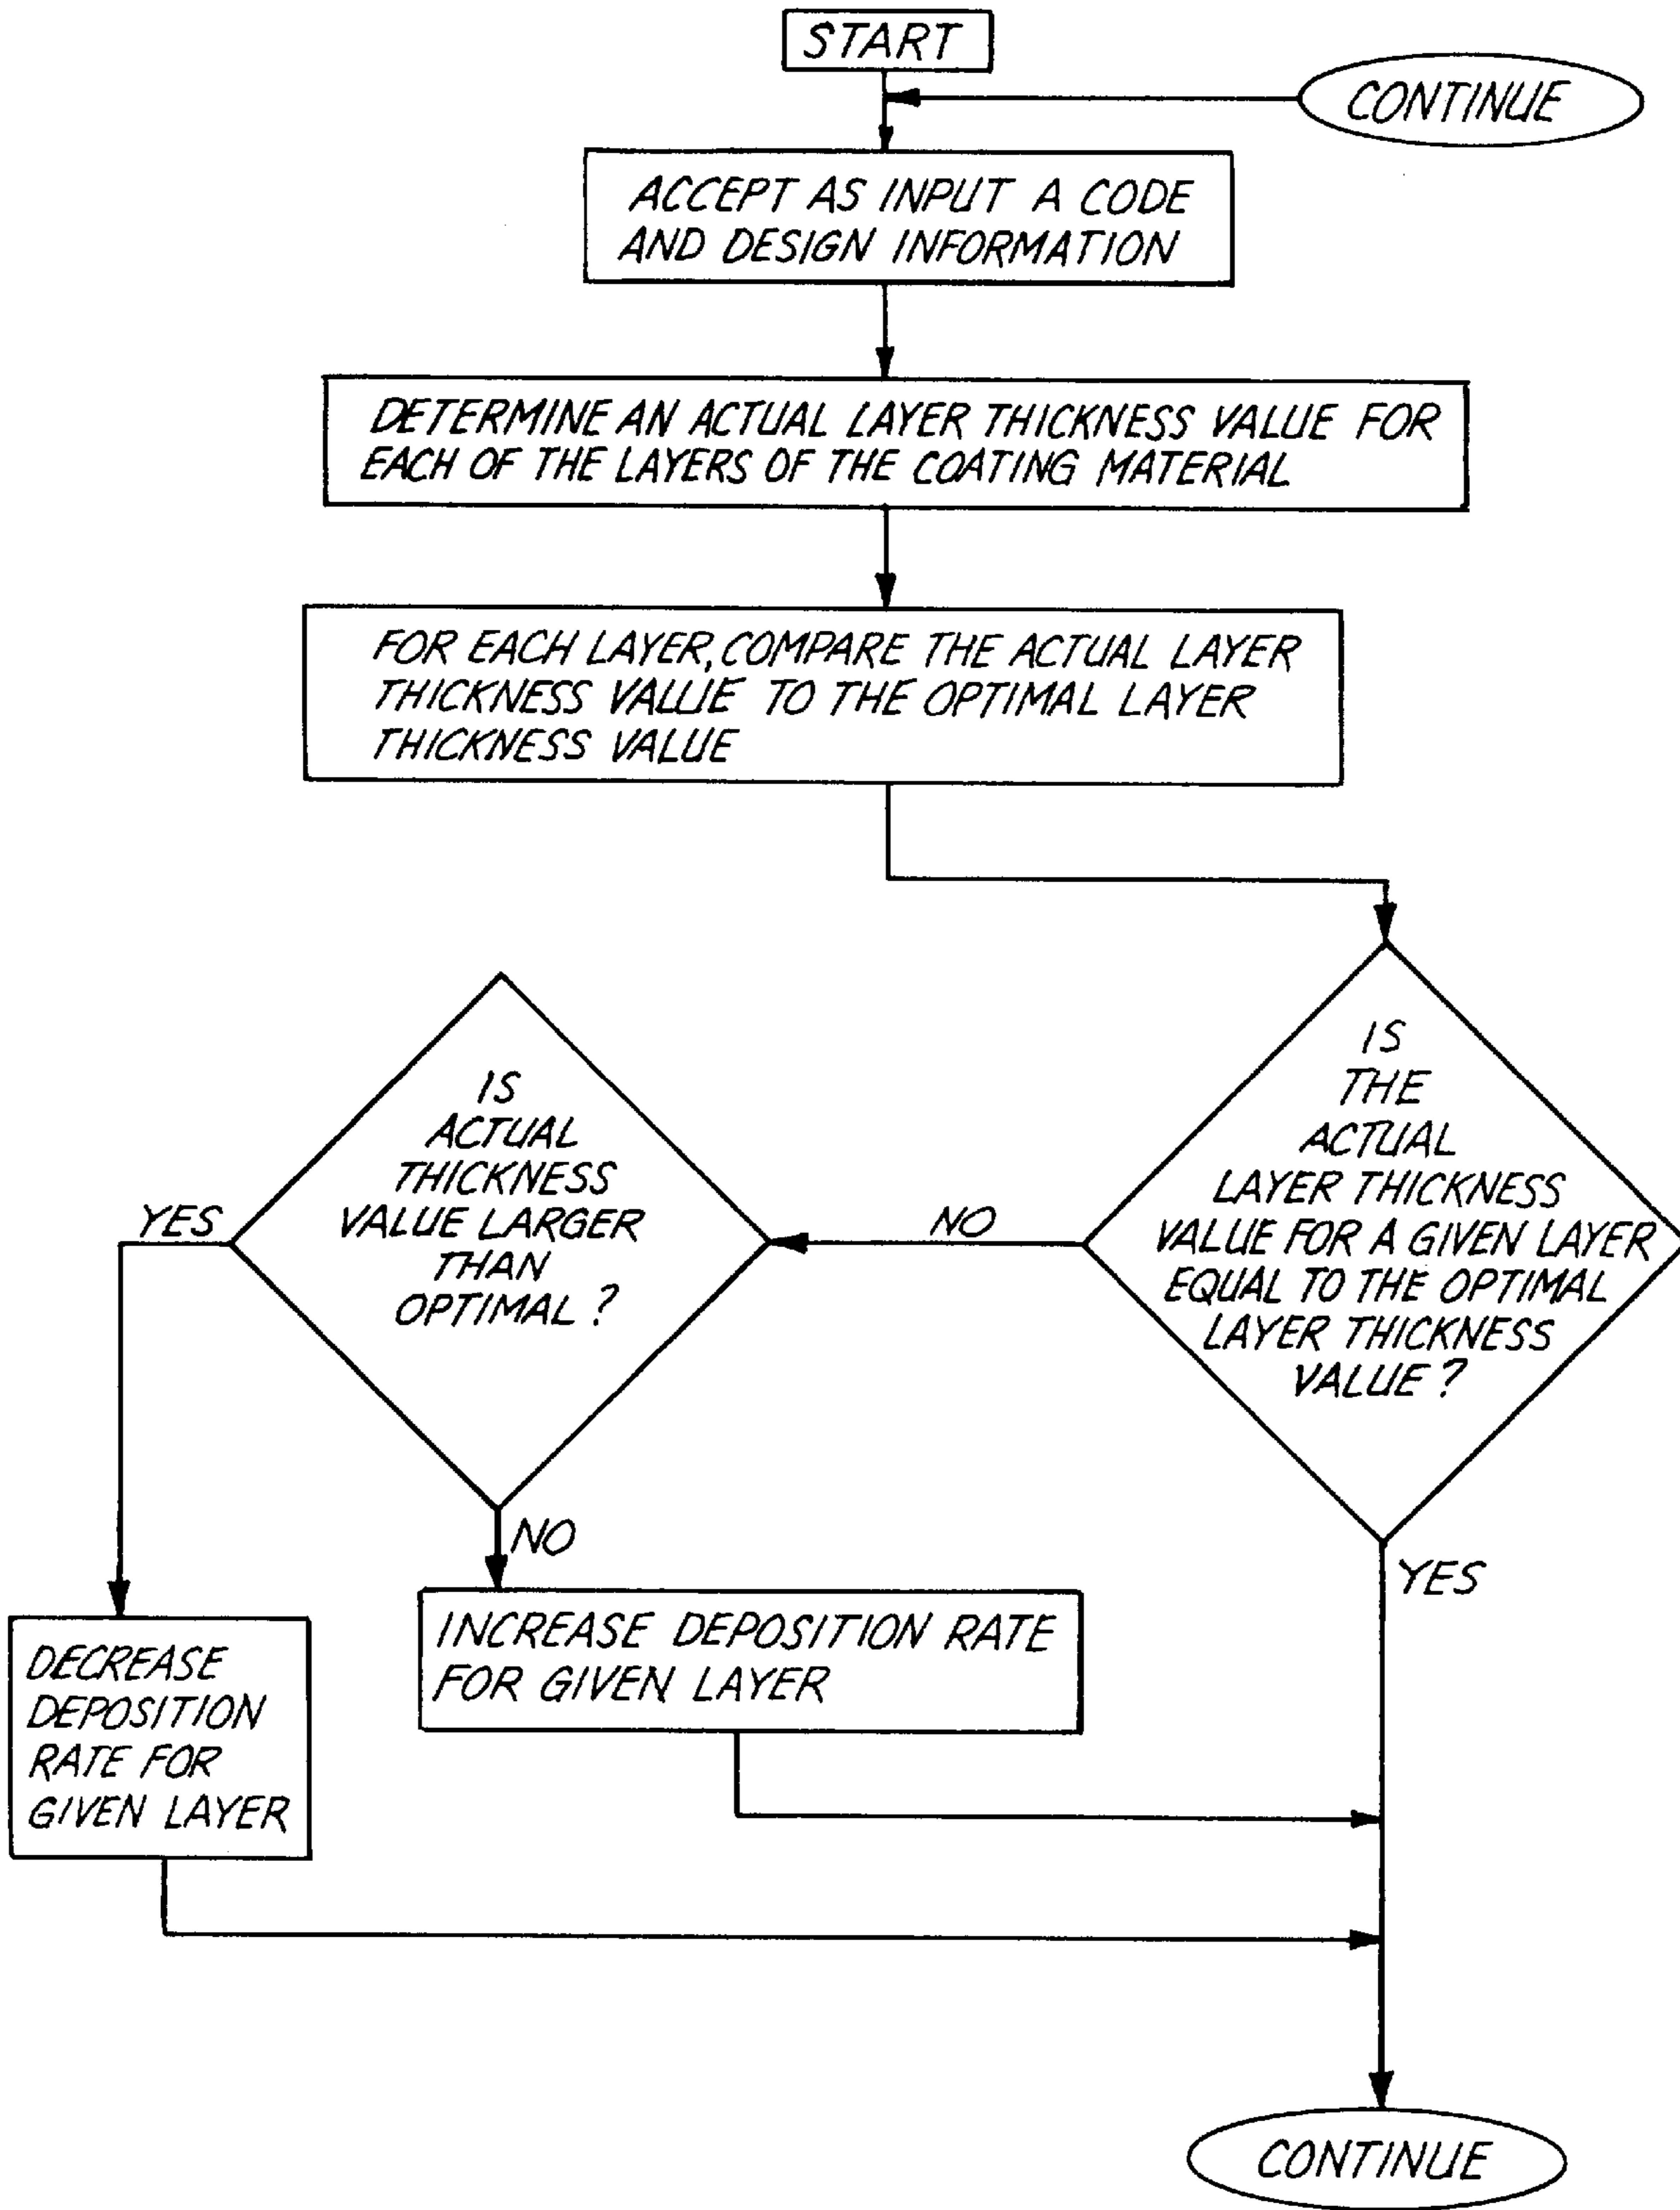 START
CONTINUE
ACCEPT AS INPUT A CODE
AND DESIGN INFORMATION
DETERMINE AN ACTUAL LAYER THICKNESS VALUE FOR
EACH OF THE LAYERS OF THE COATING MATERIAL
FOR EACH LAYER, COMPARE THE ACTUAL LAYER
THICKNESS VALUE TO THE OPTIMAL LAYER
THICKNESS VALUE
IS
THE
ACTUAL
LAYER THICKNESS
VALUE FOR A GIVEN LAYER
EQUAL TO THE OPTIMAL
LAYER THICKNESS
VALUE?
NO
IS
ACTUAL
THICKNESS
VALUE LARGER
THAN
OPTIMAL?
YES
NO
YES
INCREASE DEPOSITION RATE
FOR GIVEN LAYER
DECREASE
DEPOSITION
RATE FOR
GIVEN LAYER
CONTINUE